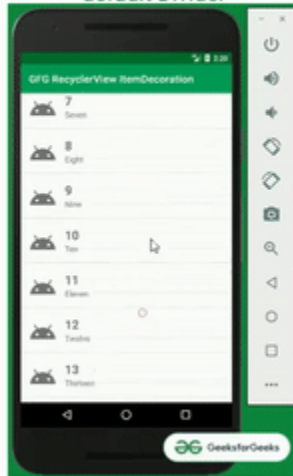 GFG RecyclerView ItemDecoration
7
Seven
8
Eight
9
Nine
10
Ten
11
Eleven
12
Twelve
13
Thirteen
GeeksforGeeks